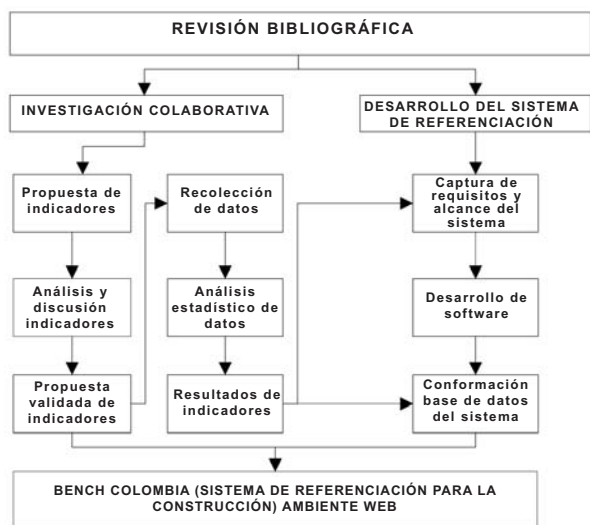 REVISIÓN BIBLIOGRÁFICA
INVESTIGACIÓN COLABORATIVA
DESARROLLO DEL SISTEMA
DE REFERENCIACIÓN
Propuesta de
indicadores
Recolección
de datos
Captura de
requisitos y
alcance del
sistema
Análisis y
discusión
indicadores
Análisis
estadístico de
datos
Desarrollo de
software
Propuesta
validada de
indicadores
Resultados de
indicadores
Conformación
base de datos
del sistema
BENCH COLOMBIA (SISTEMA DE REFERENCIACIÓN PARA LA
CONSTRUCCIÓN) AMBIENTE WEB